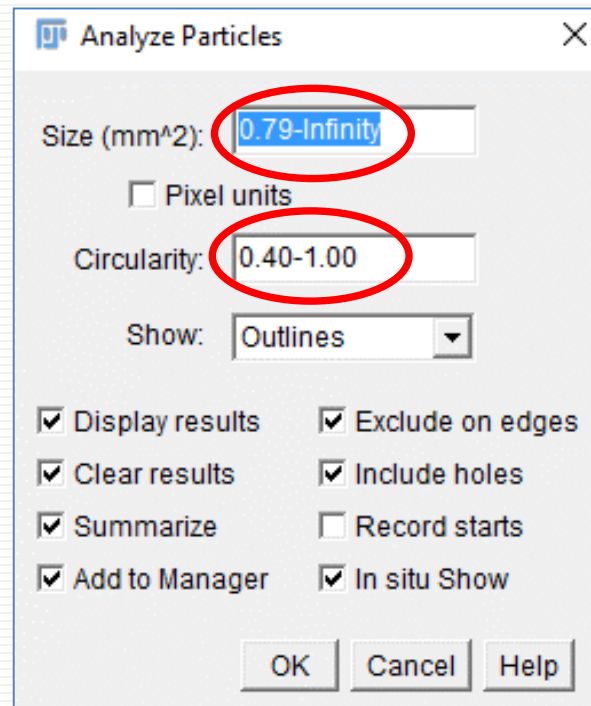 Analyze Particles
Size (mm^2): 0.79-Infinity
Pixel units
Circularity: 0.40-1.00
Show: Outlines
Display results Exclude on edges
Clear results Include holes
Summarize Record starts
Add to Manager In situ Show
OK Cancel Help